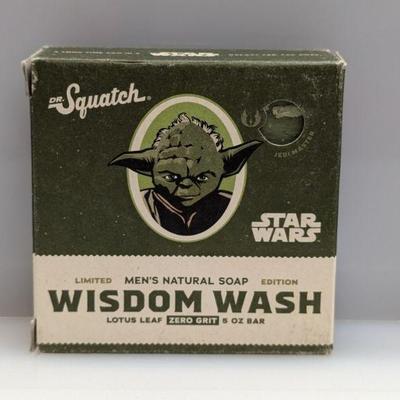 DR. Squatch®
JEDI MASTER
STAR
WARS
LIMITED MEN'S NATURAL SOAP EDITION
WISDOM WASH
LOTUS LEAF ZERO GRIT 5 OZ BAR